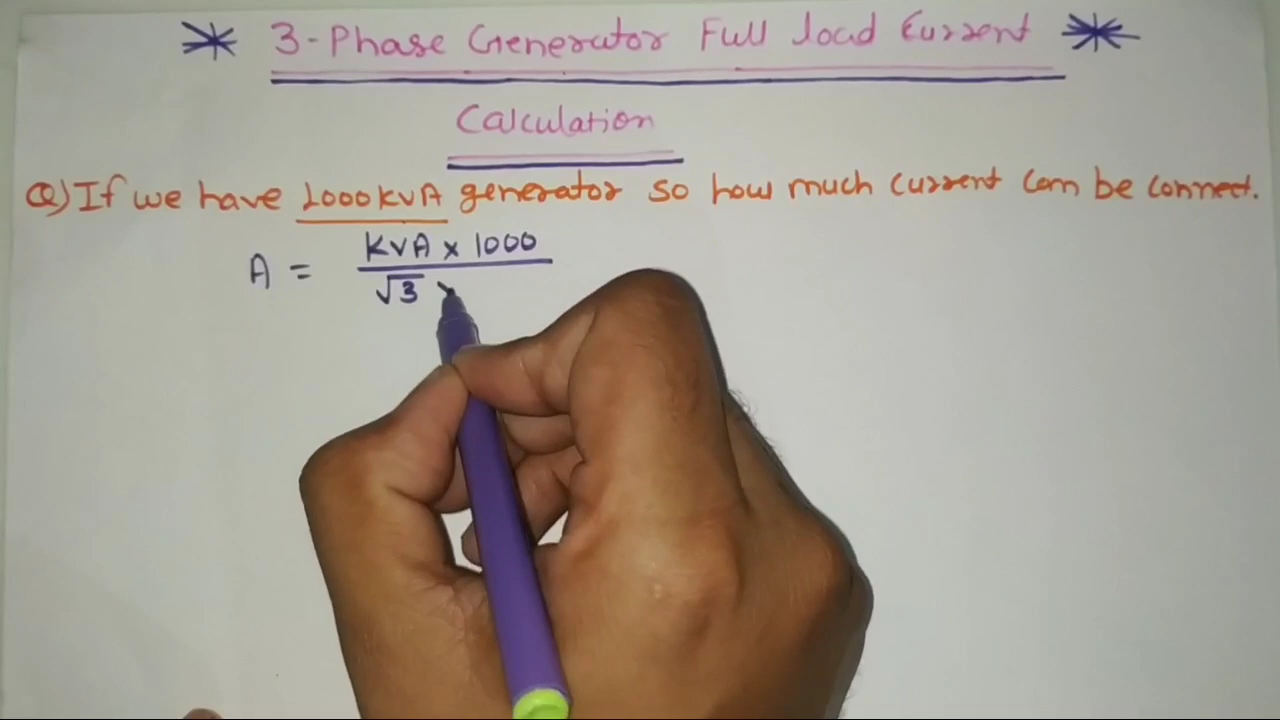 3-Phase Generator Full load Current
Calculation
Q) If we have 1000KVA generator so how much current can be connect.
A = KVA x 1000
√3